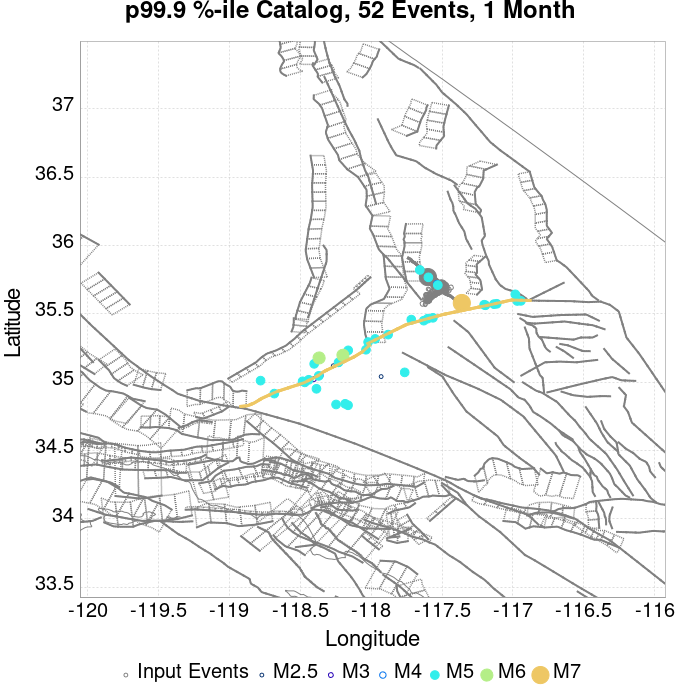 p99.9 %-ile Catalog, 52 Events, 1 Month
37
36.5
36
35.5
35
34.5
34
33.5
Latitude
-120 -119.5 -119 -118.5 -118 -117.5 -117 -116.5 -116
Longitude
Input Events M2.5 M3 M4 M5 M6 M7